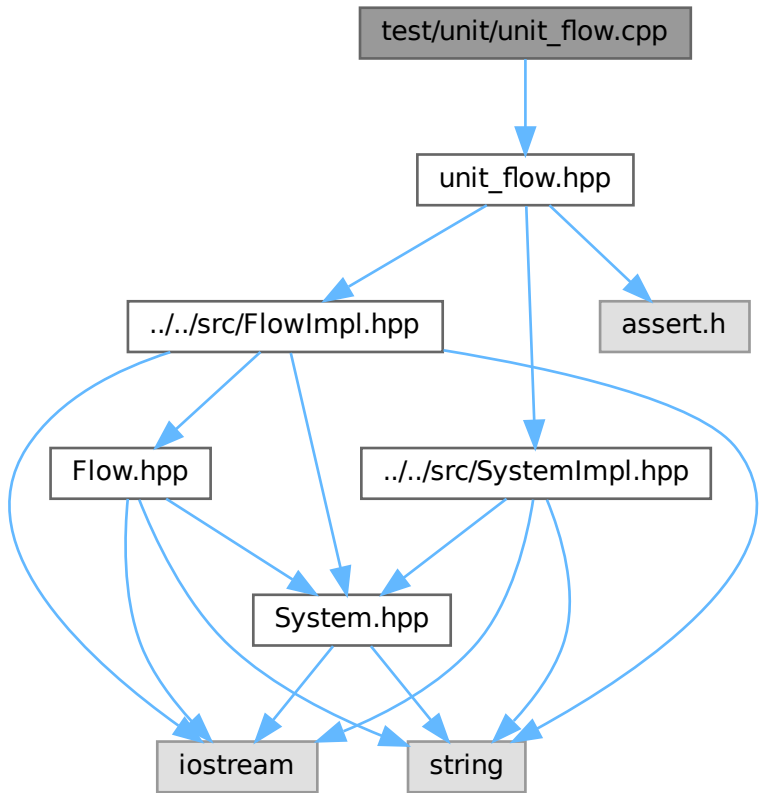 test/unit/unit_flow.cpp
unit_flow.hpp
../../src/FlowImpl.hpp
assert.h
Flow.hpp
../../src/SystemImpl.hpp
System.hpp
iostream
string